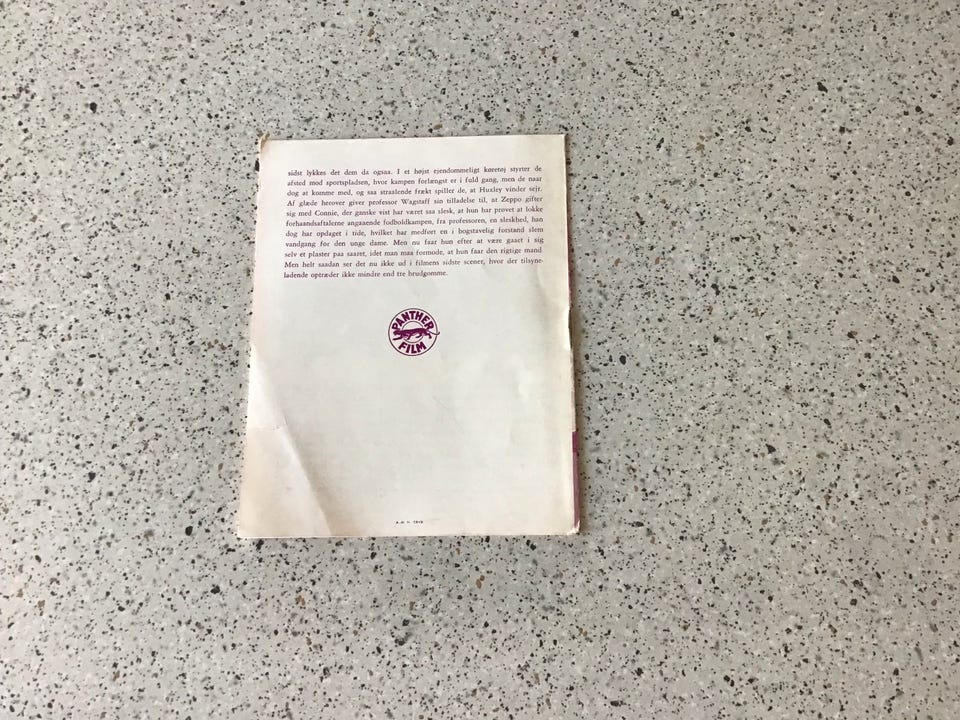 sidst lykkes det dem da ogsaa. I et højst ejendommeligt køretøj styrter de
afsted mod sportspladsen, hvor kampen forlængst er i fuld gang, men de naar
dog at komme med, og saa straalende frækt spiller de, at Huxley vinder sejr.
Af glæde herover giver professor Wagstaff sin tilladelse til, at Zeppo gifter
sig med Connie, der ganske vist har været saa slesk, at hun har prøvet at lokke
forhaandsaftalerne angaaende fodboldkampen, fra professoren, en sleskhed, han
dog har opdaget i tide, hvilket har medført en i bogstavelig forstand slem
vandgang for den unge dame. Men nu faar hun efter at være gaaet i sig
selv et plaster paa saaret, idet man maa formode, at hun faar den rigtige mand
Men helt saadan ser det nu ikke ud i filmens sidste scener, hvor der tilsyne-
ladende optræder ikke mindre end tre brudgomme.
PANTHER
FILM